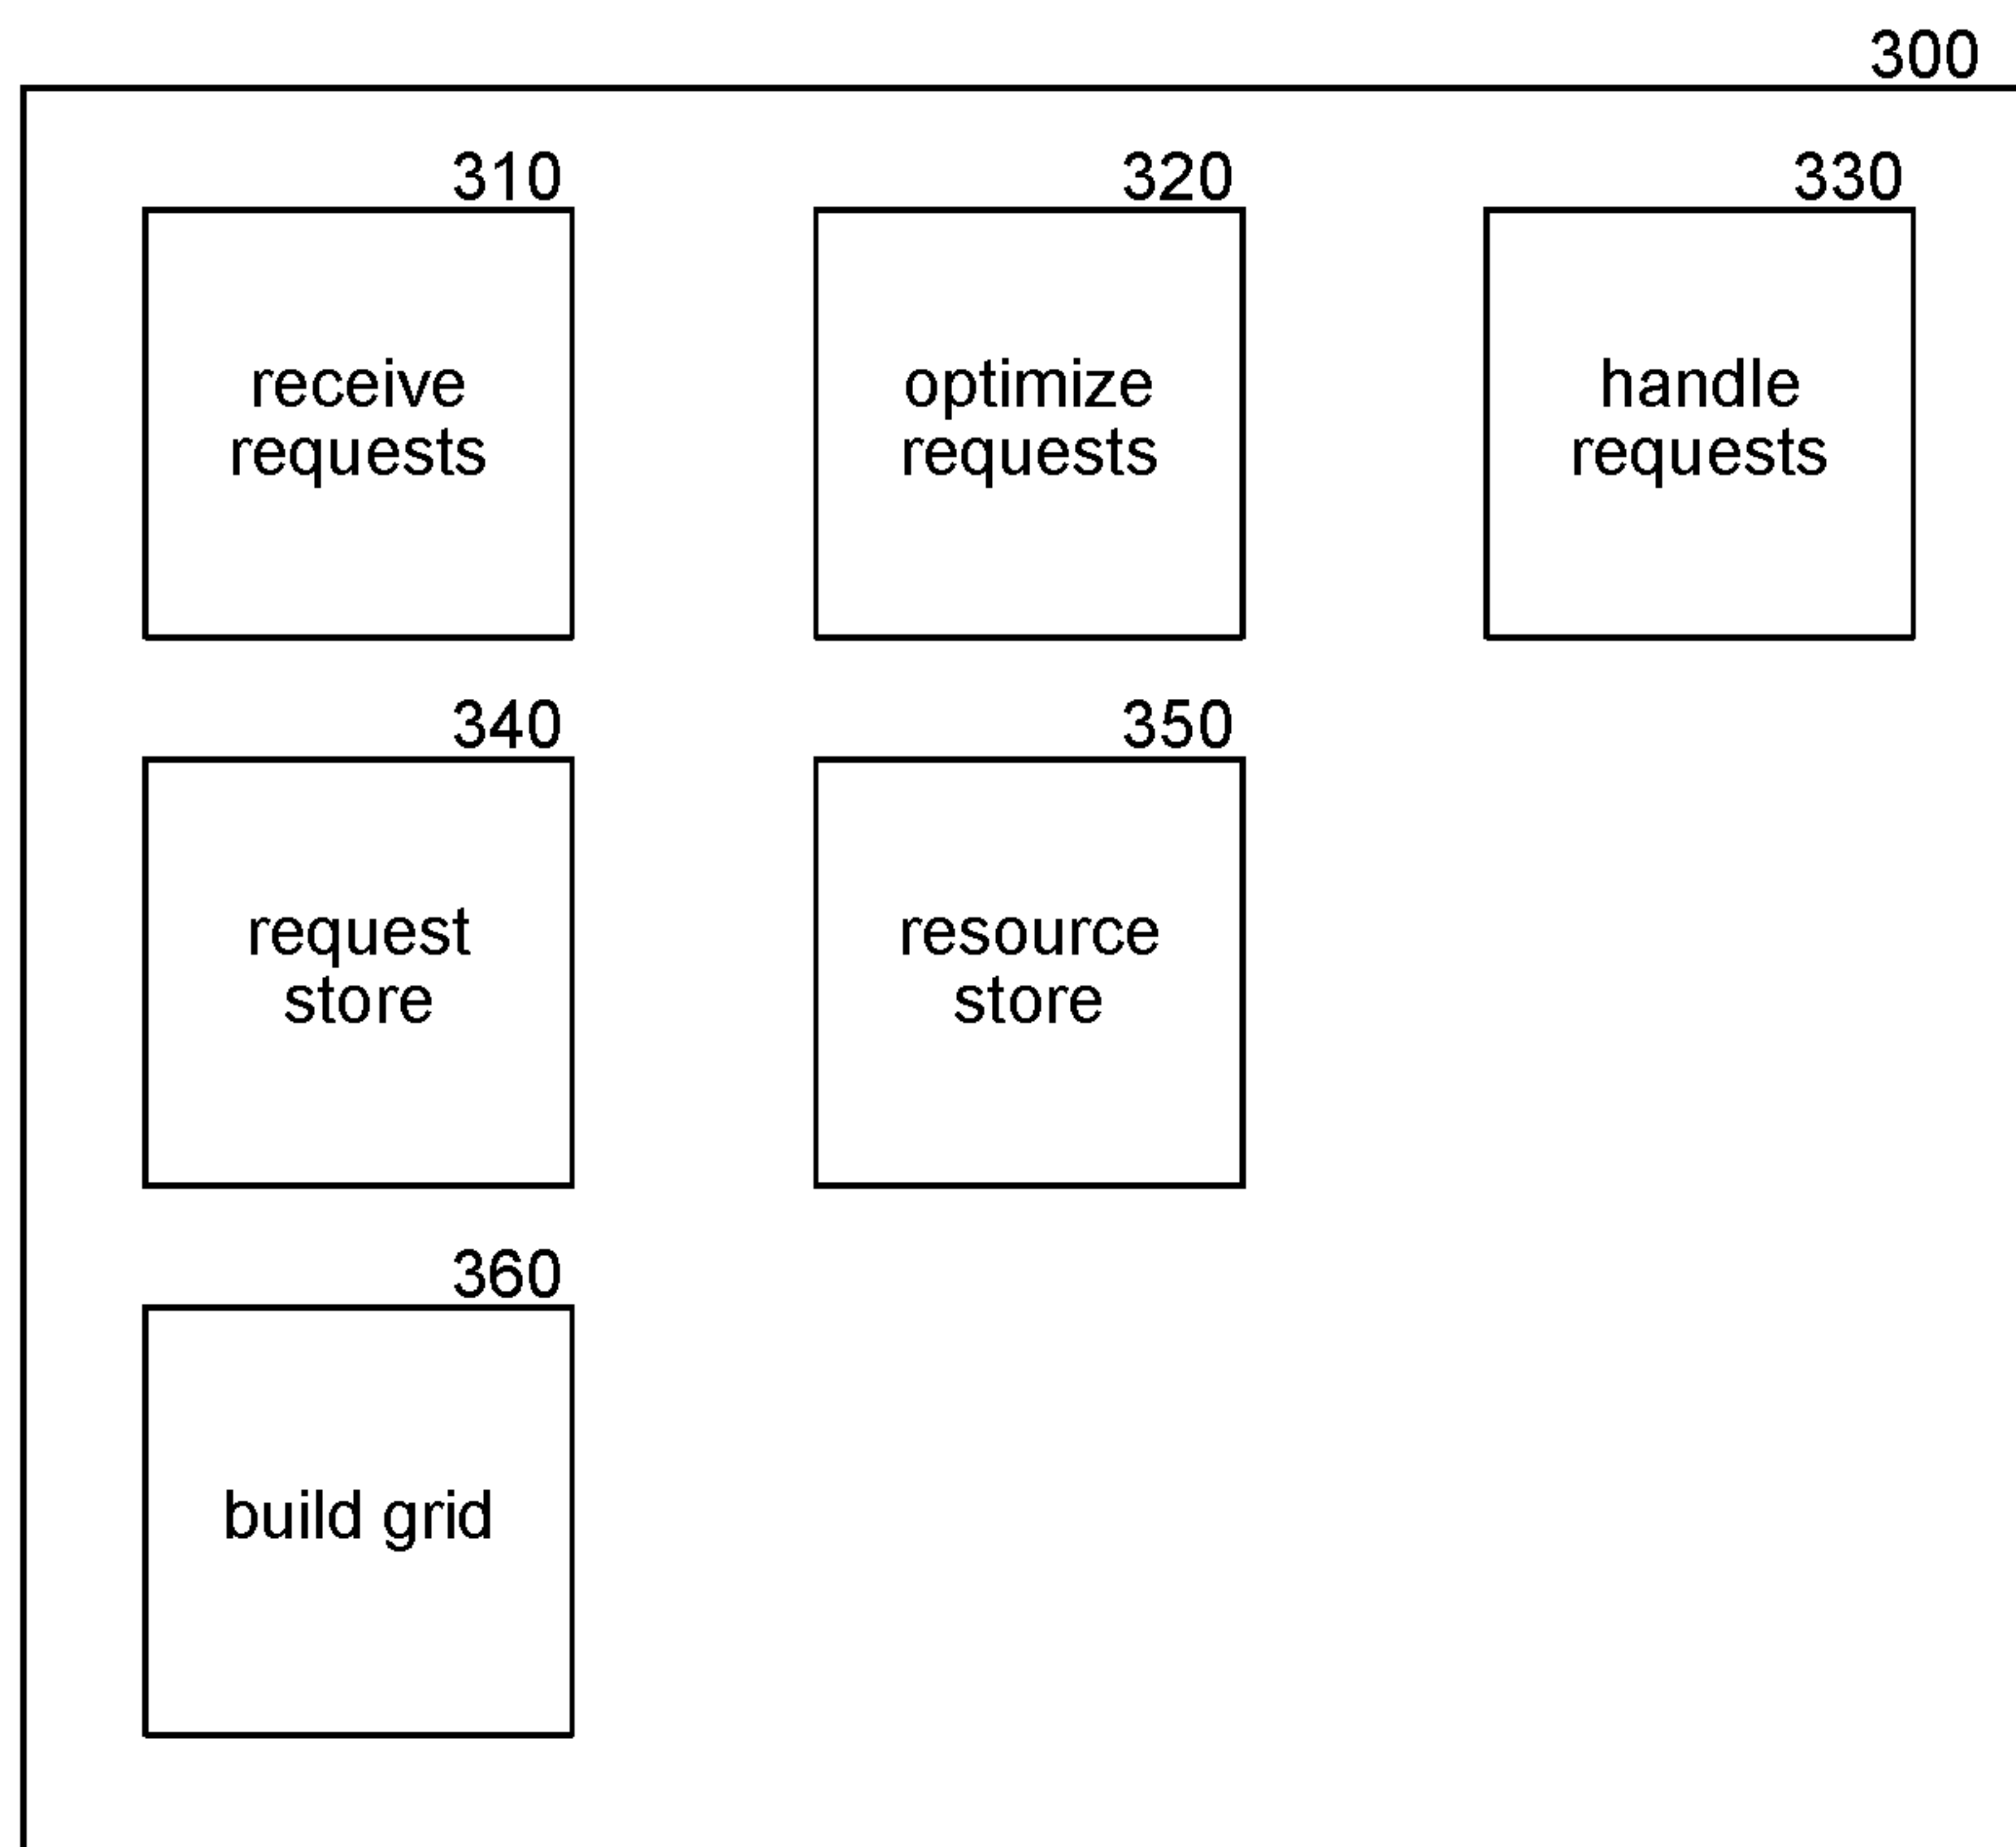 300
310
320
330
receive
requests
optimize
requests
handle
requests
340
350
request
store
resource
store
360
build grid